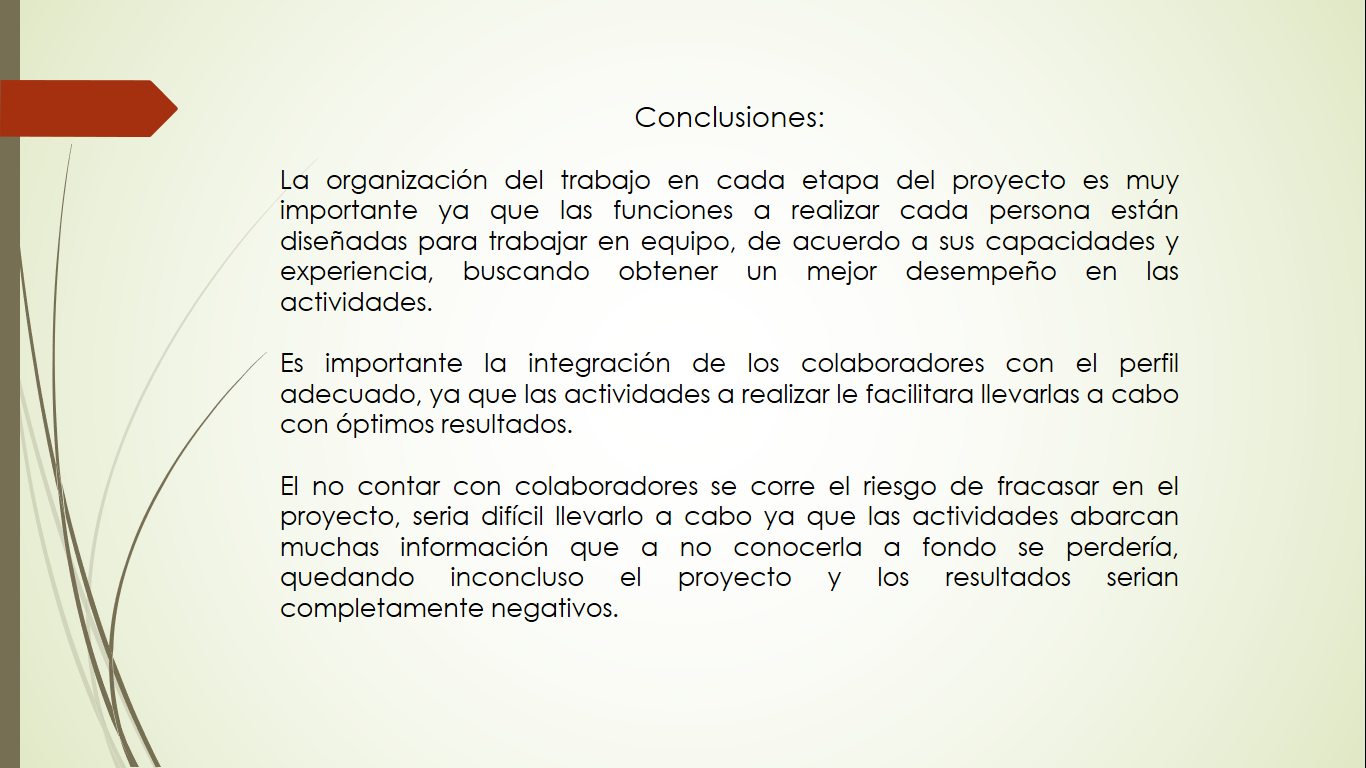 Conclusiones:
La organización del trabajo en cada etapa del proyecto es muy
importante ya que las funciones a realizar cada persona están
diseñadas para trabajar en equipo, de acuerdo a sus capacidades y
experiencia, buscando obtener un mejor desempeño en las
actividades.
Es importante la integración de los colaboradores con el perfil
adecuado, ya que las actividades a realizar le facilitara llevarlas a cabo
con óptimos resultados.
El no contar con colaboradores se corre el riesgo de fracasar en el
proyecto, seria difícil llevarlo a cabo ya que las actividades abarcan
muchas información que a no conocerla a fondo se perdería,
quedando inconcluso el proyecto y los resultados serian
completamente negativos.